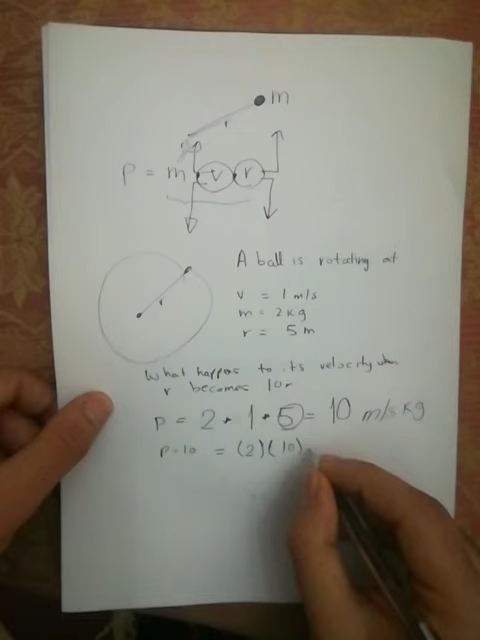 m
r
P = m v r
A ball is rotating at
r
v = 1 m/s
m = 2 kg
r = 5 m
What happens to its velocity when
r becomes 10m
P = 2 • 1 • 5 = 10 m/s kg
P = 10 = (2)(10)